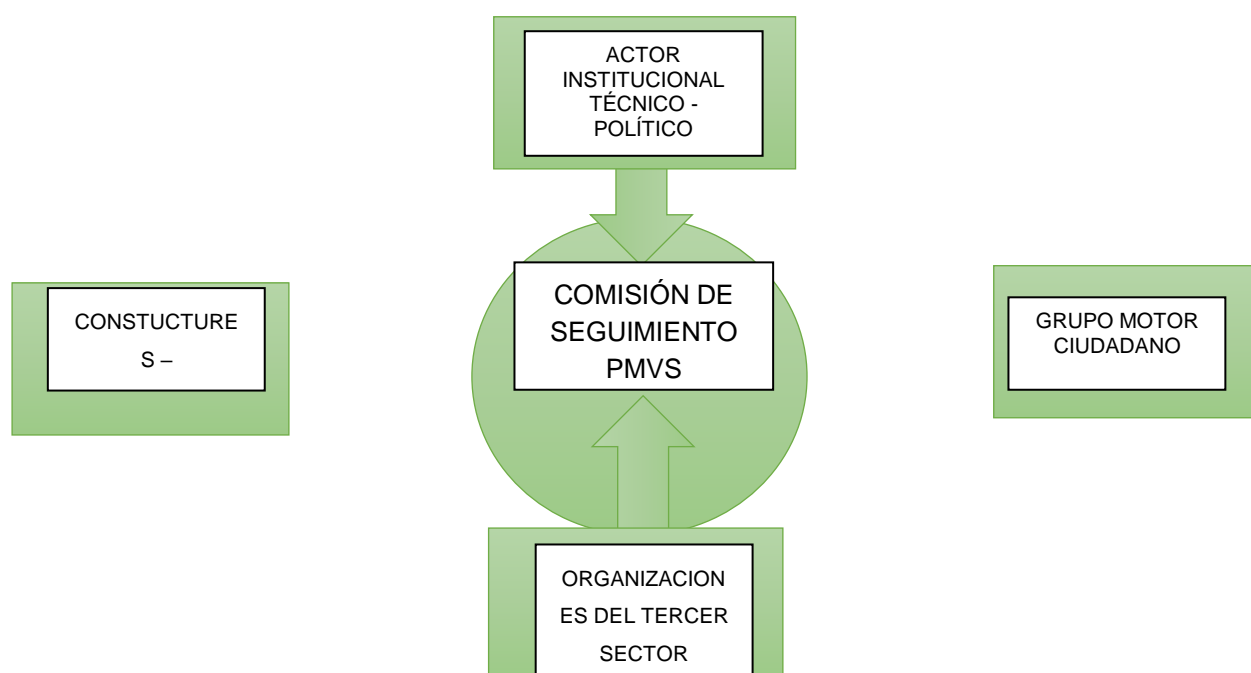 ACTOR
INSTITUCIONAL
TÉCNICO -
POLÍTICO
CONSTUCTURE
S –
COMISIÓN DE
SEGUIMIENTO
PMVS
GRUPO MOTOR
CIUDADANO
ORGANIZACION
ES DEL TERCER
SECTOR